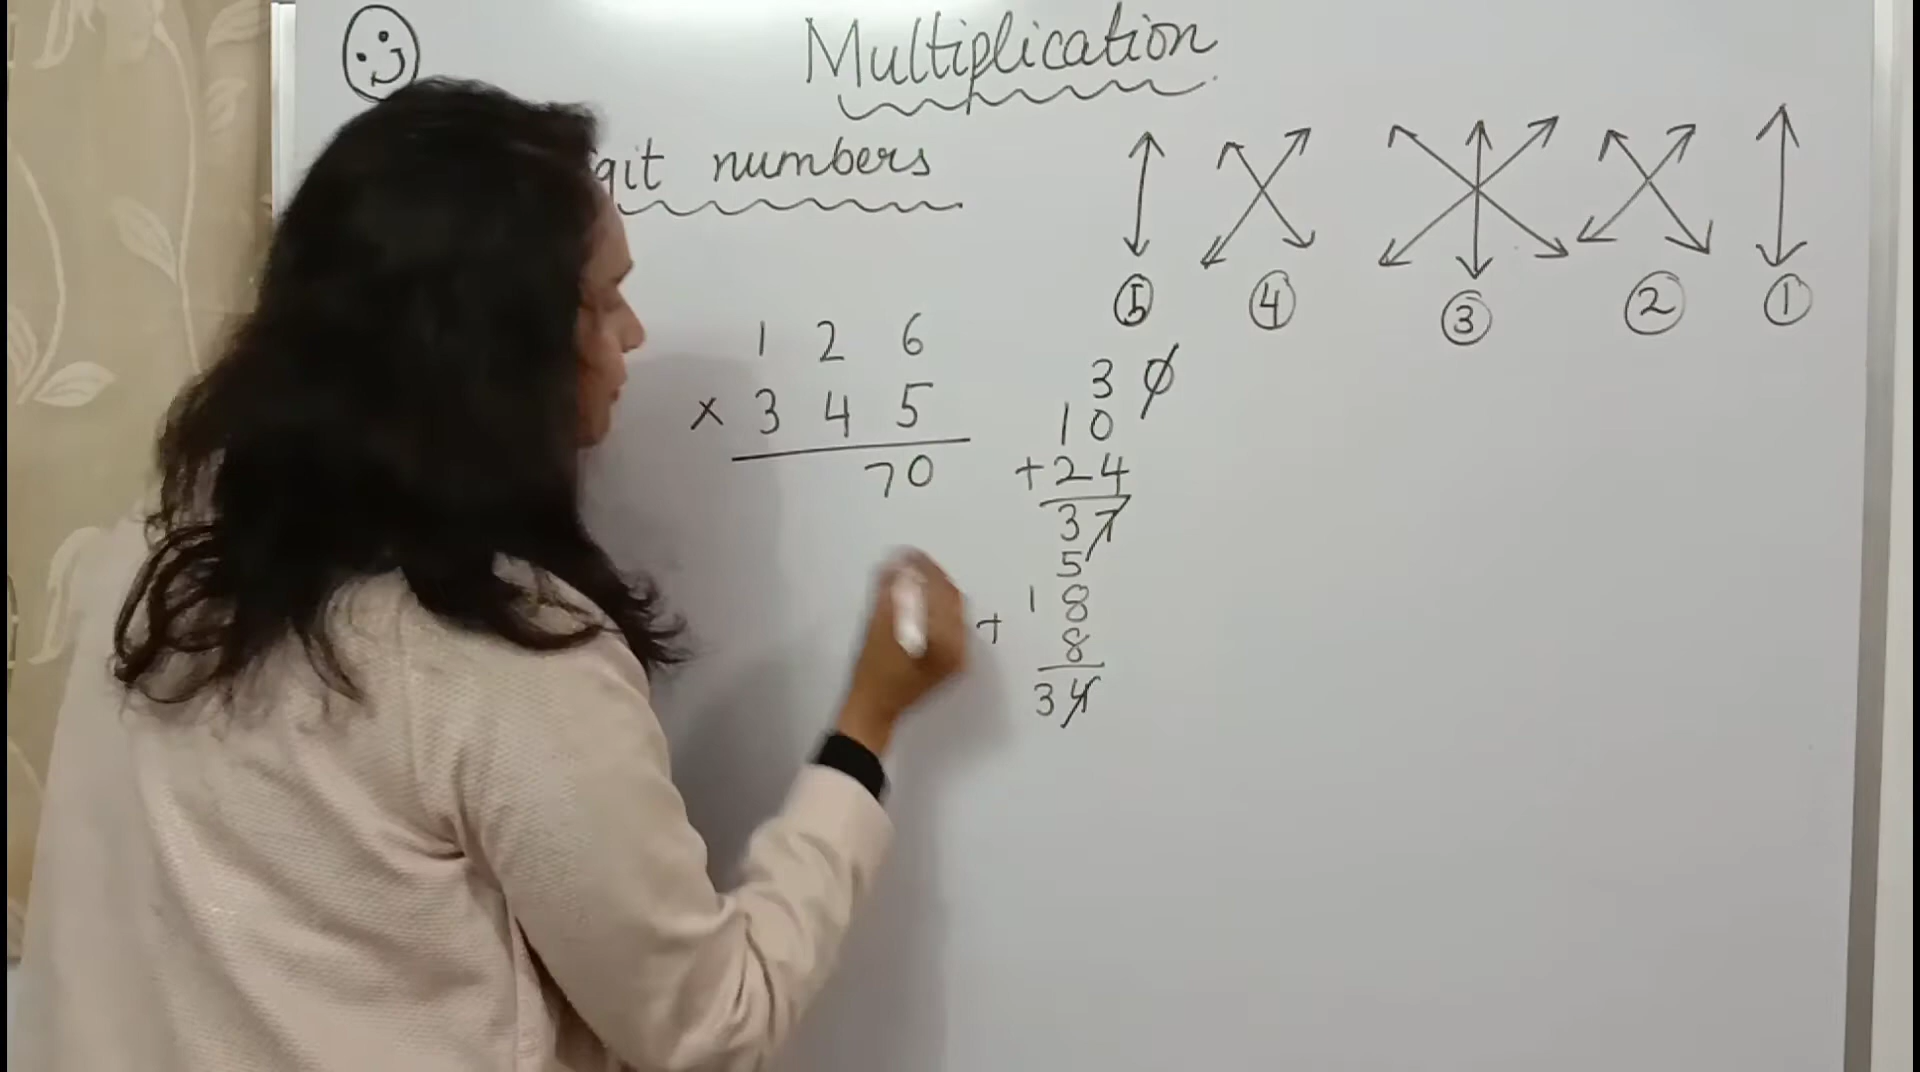 Multiplication
git numbers
5 4 3 2 1
1 2 6
× 3 4 5
70
3 0
1 0
+ 2 4
3 7
5
1 8
+ 8
3 4